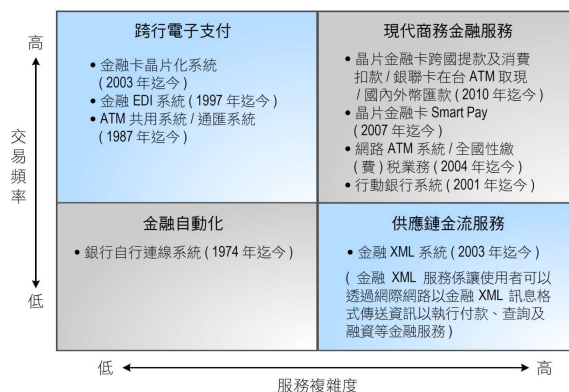 高
交易頻率
低
跨行電子支付
• 金融卡晶片化系統
( 2003 年迄今 )
• 金融 EDI 系統 ( 1997 年迄今 )
• ATM 共用系統 / 通匯系統
( 1987 年迄今 )
現代商務金融服務
• 晶片金融卡跨國提款及消費
扣款 / 銀聯卡在台 ATM 取現
/ 國內外幣匯款 ( 2010 年迄今 )
• 晶片金融卡 Smart Pay
( 2007 年迄今 )
• 網路 ATM 系統 / 全國性繳
( 費 ) 稅業務 ( 2004 年迄今 )
• 行動銀行系統 ( 2001 年迄今 )
金融自動化
• 銀行自行連線系統 ( 1974 年迄今 )
供應鏈金流服務
• 金融 XML 系統 ( 2003 年迄今 )
( 金融 XML 服務係讓使用者可以
透過網際網路以金融 XML 訊息格
式傳送資訊以執行付款、查詢及
融資等金融服務 )
低
高
服務複雜度